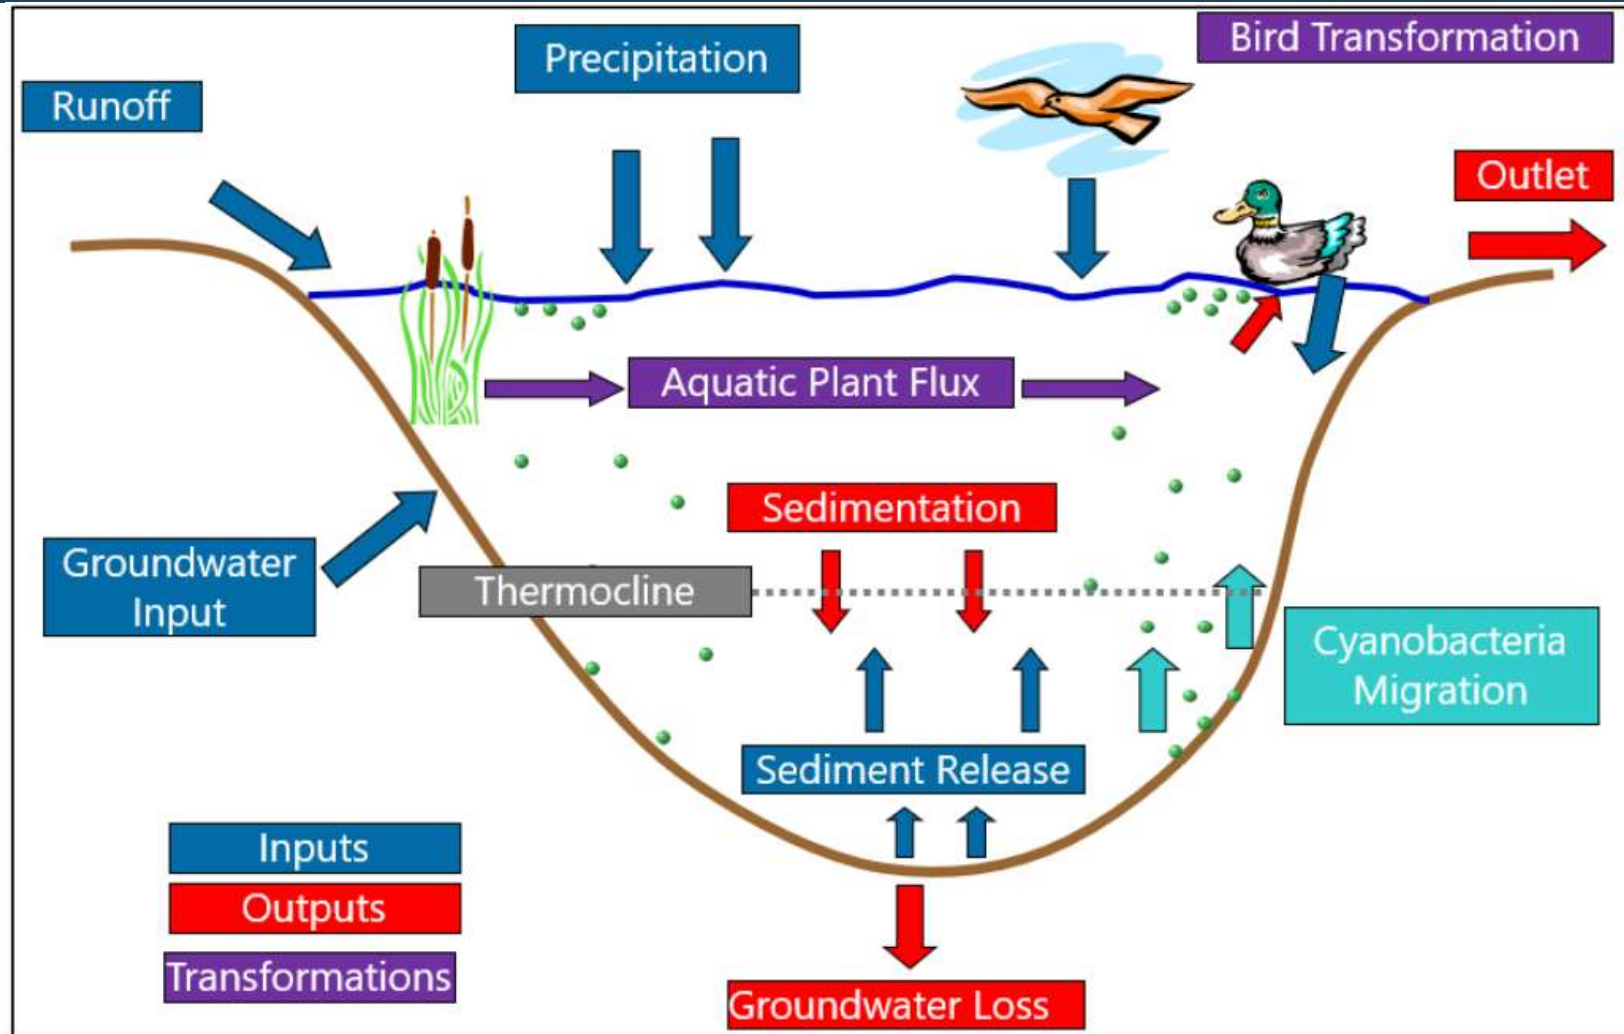 Bird Transformation
Precipitation
Runoff
Outlet
Aquatic Plant Flux
Sedimentation
Groundwater
Input
Thermocline
Cyanobacteria
Migration
Sediment Release
Inputs
Outputs
Transformations
Groundwater Loss